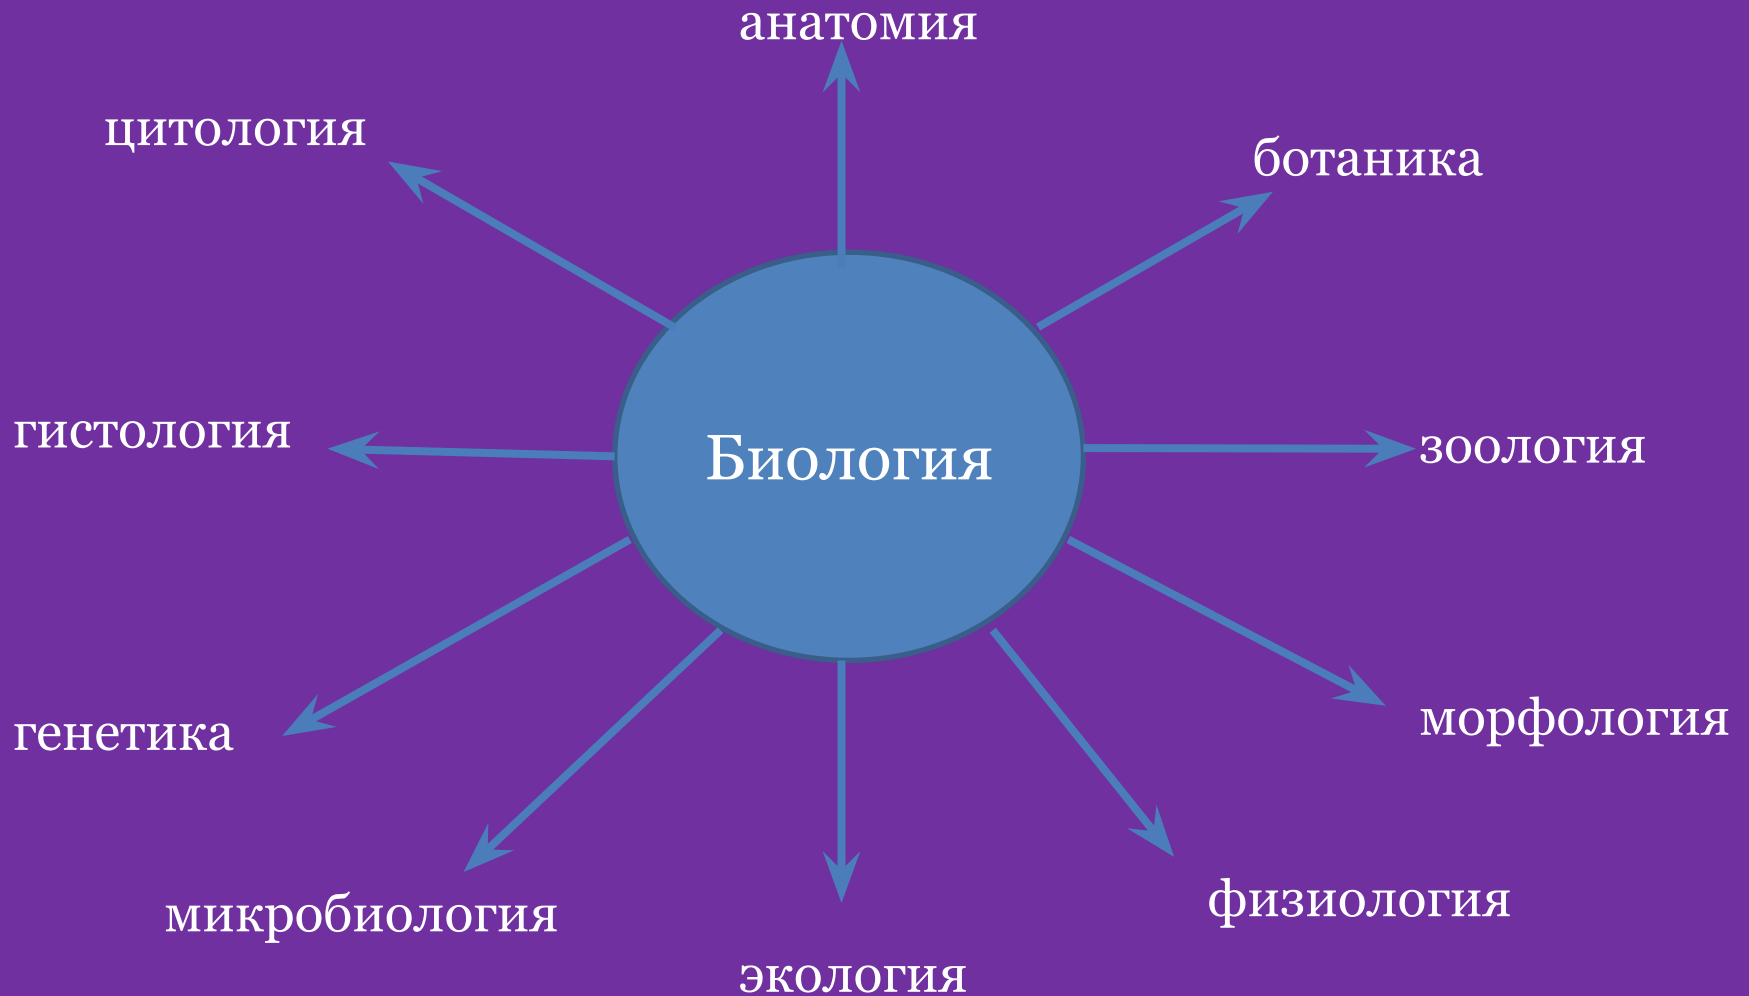 анатомия
цитология
ботаника
гистология
Биология
зоология
генетика
морфология
микробиология
физиология
экология